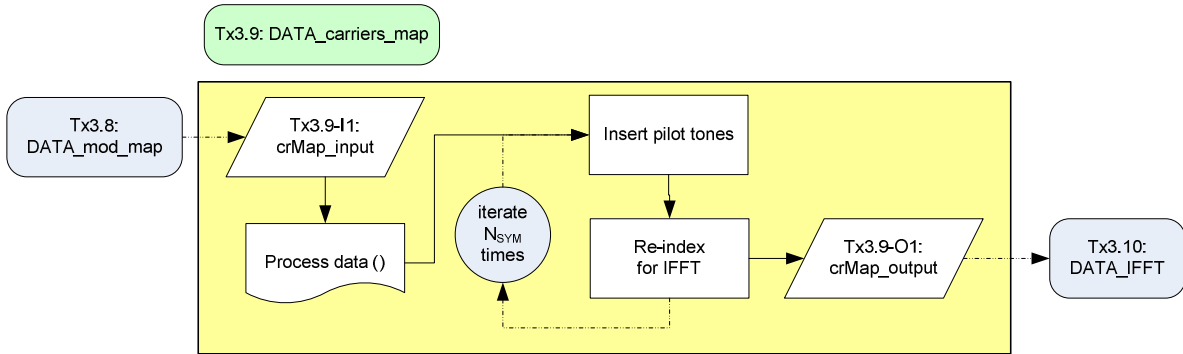 Tx3.9: DATA_carriers_map
Tx3.8:
DATA_mod_map
Tx3.9-I1:
crMap_input
Process data ()
iterate
NSYM
times
Insert pilot tones
Re-index
for IFFT
Tx3.9-O1:
crMap_output
Tx3.10:
DATA_IFFT